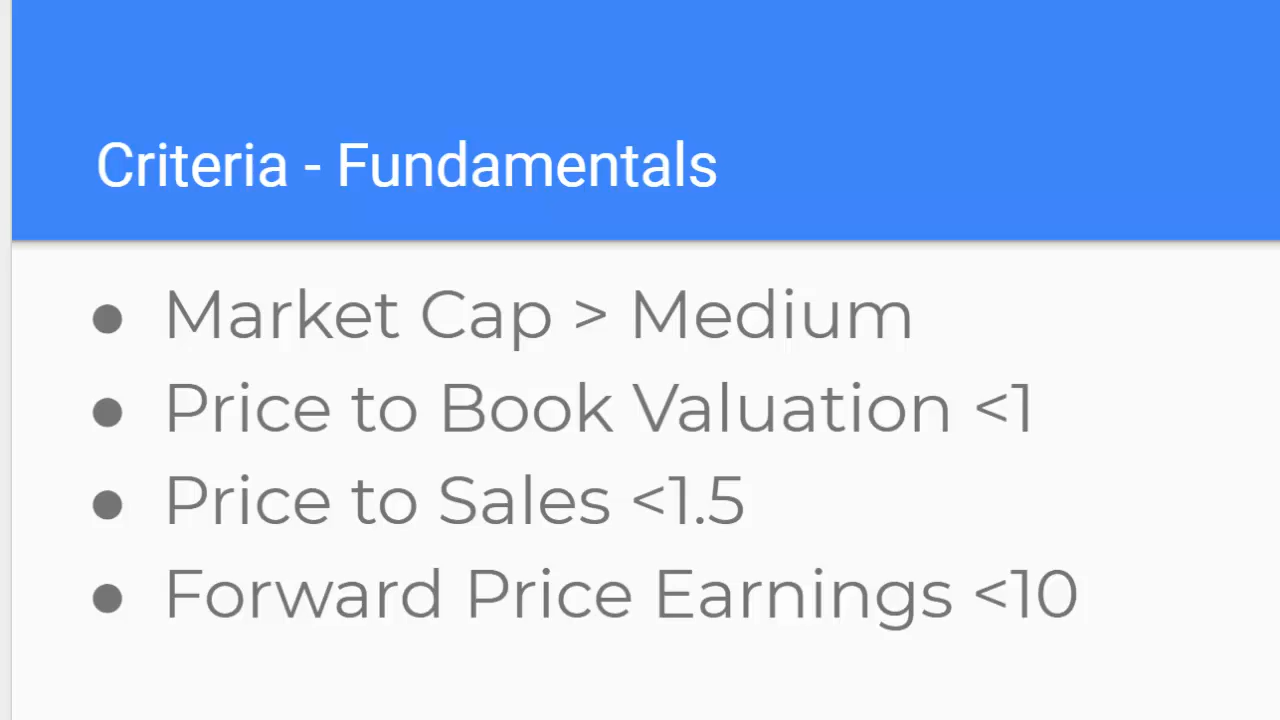 Criteria - Fundamentals
● Market Cap > Medium
● Price to Book Valuation <1
● Price to Sales <1.5
● Forward Price Earnings <10